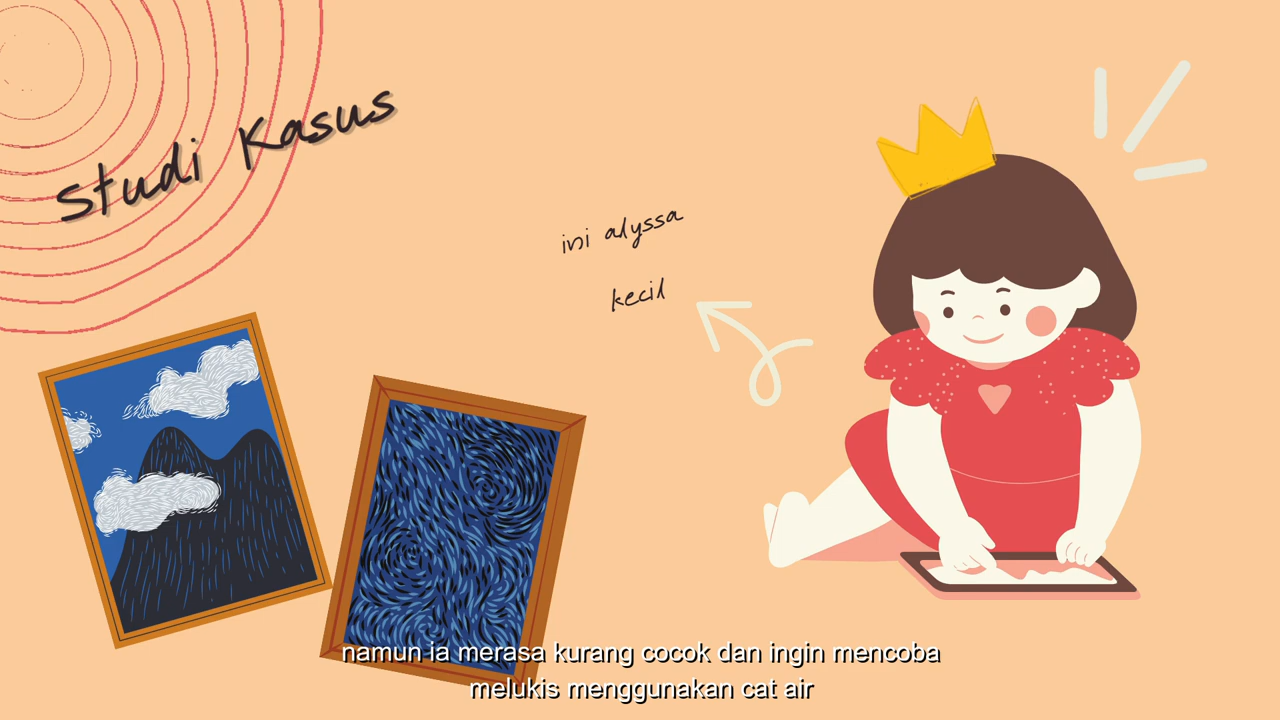 Studi Kasus
ini alyssa
kecil
namun ia merasa kurang cocok dan ingin mencoba
melukis menggunakan cat air